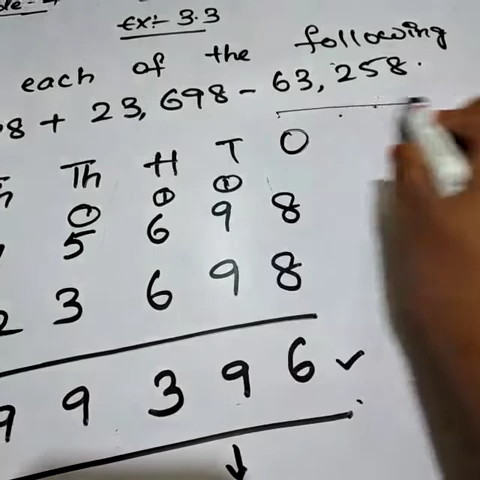 Ex:- 3.3
each of the following
8 + 23,698 - 63,258.
Th H T O
① ① ①
5 6 9 8
2 3 6 9 8
9 9 3 9 6 ✓
↓